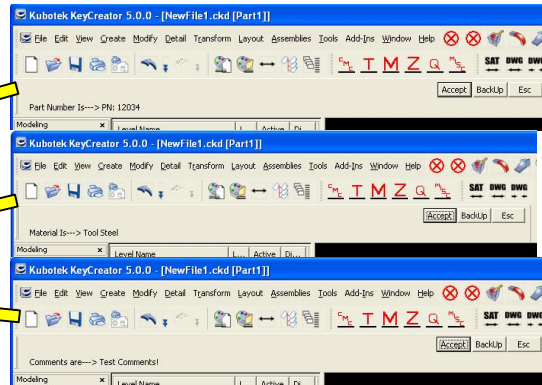 Kubotek KeyCreator 5.0.0 - [NewFile1.ckd [Part1]]
File Edit View Create Modify Detail Transform Layout Assemblies Tools Add-Ins Window Help
CML T M Z Q MSL SAT DWG DWG
Accept BackUp Esc
Part Number Is---> PN: 12034
Modeling x Level Name L... Active Di...
Kubotek KeyCreator 5.0.0 - [NewFile1.ckd [Part1]]
File Edit View Create Modify Detail Transform Layout Assemblies Tools Add-Ins Window Help
T M Z Q SAT DWG DWG
Accept BackUp Esc
Material Is---> Tool Steel
Modeling x Level Name L... Active Di...
Kubotek KeyCreator 5.0.0 - [NewFile1.ckd [Part1]]
File Edit View Create Modify Detail Transform Layout Assemblies Tools Add-Ins Window Help
T M Z Q SAT DWG DWG
Accept BackUp Esc
Comments are---> Test Comments!
Modeling x Level Name L... Active Di...